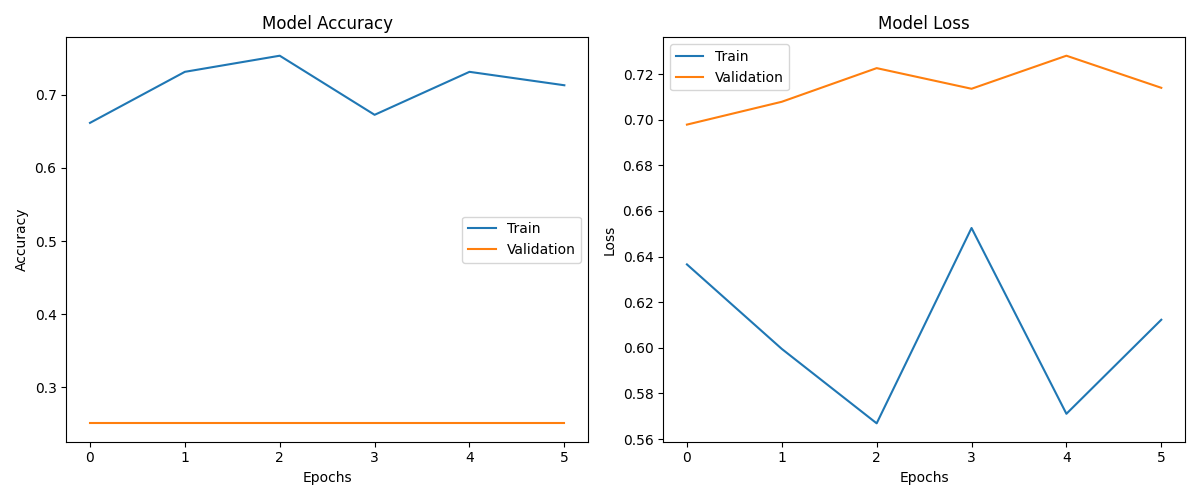 Model Accuracy
0.7
0.6
0.5
0.4
0.3
Accuracy
Train
Validation
0 1 2 3 4 5
Epochs
Model Loss
Train
Validation
0.72
0.70
0.68
0.66
0.64
0.62
0.60
0.58
0.56
Loss
0 1 2 3 4 5
Epochs